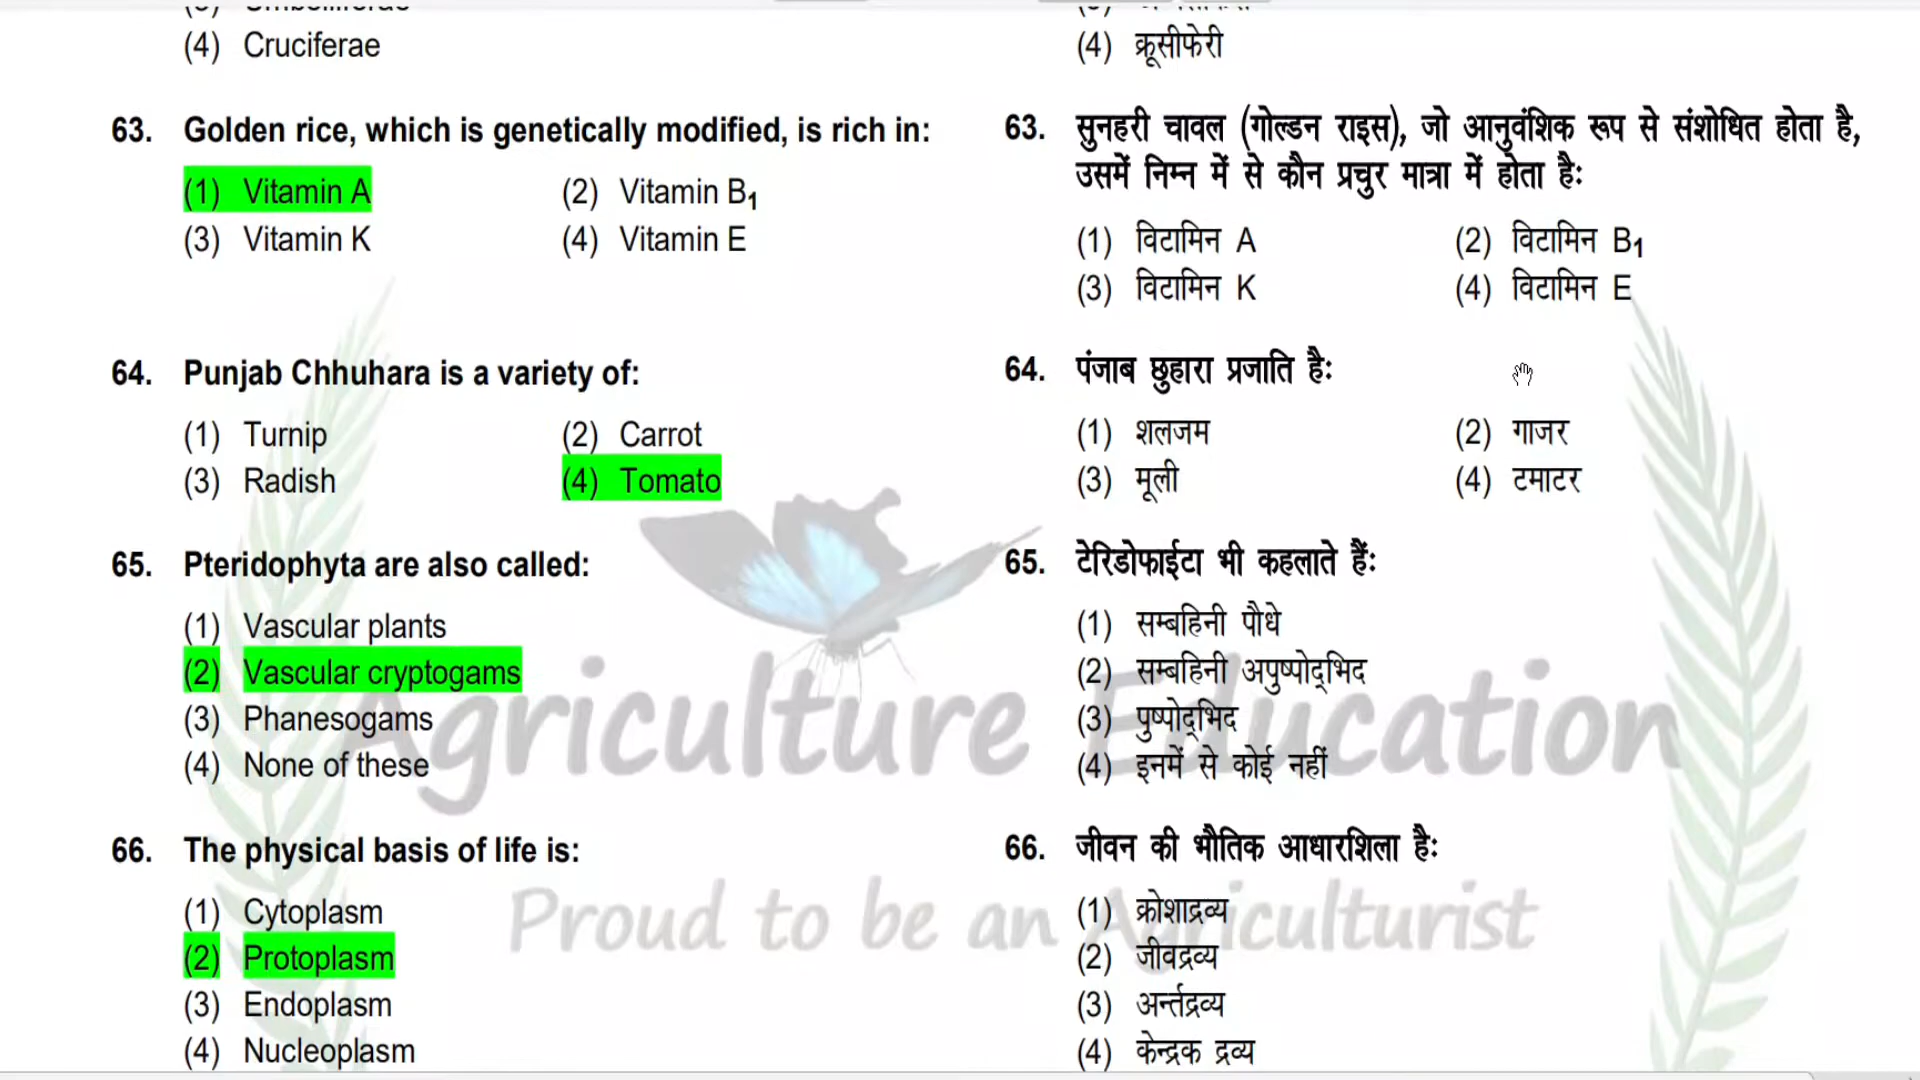 (4) Cruciferae
63. Golden rice, which is genetically modified, is rich in:
(1) Vitamin A (2) Vitamin B₁
(3) Vitamin K (4) Vitamin E
64. Punjab Chhuhara is a variety of:
(1) Turnip (2) Carrot
(3) Radish (4) Tomato
65. Pteridophyta are also called:
(1) Vascular plants
(2) Vascular cryptogams
(3) Phanesogams
(4) None of these
66. The physical basis of life is:
(1) Cytoplasm
(2) Protoplasm
(3) Endoplasm
(4) Nucleoplasm
(4) क्रूसीफेरी
63. सुनहरी चावल (गोल्डन राइस), जो आनुवंशिक रूप से संशोधित होता है,
उसमें निम्न में से कौन प्रचुर मात्रा में होता है:
(1) विटामिन A (2) विटामिन B₁
(3) विटामिन K (4) विटामिन E
64. पंजाब छुहारा प्रजाति है:
(1) शलजम (2) गाजर
(3) मूली (4) टमाटर
65. टेरिडोफाईटा भी कहलाते हैं:
(1) सम्बहिनी पौधे
(2) सम्बहिनी अपुष्पोद्‌भिद
(3) पुष्पोद्‌भिद
(4) इनमें से कोई नहीं
66. जीवन की भौतिक आधारशिला है:
(1) क्रोशाद्रव्य
(2) जीवद्रव्य
(3) अर्न्तद्रव्य
(4) केन्द्रक द्रव्य
Agriculture Education
Proud to be an Agriculturist